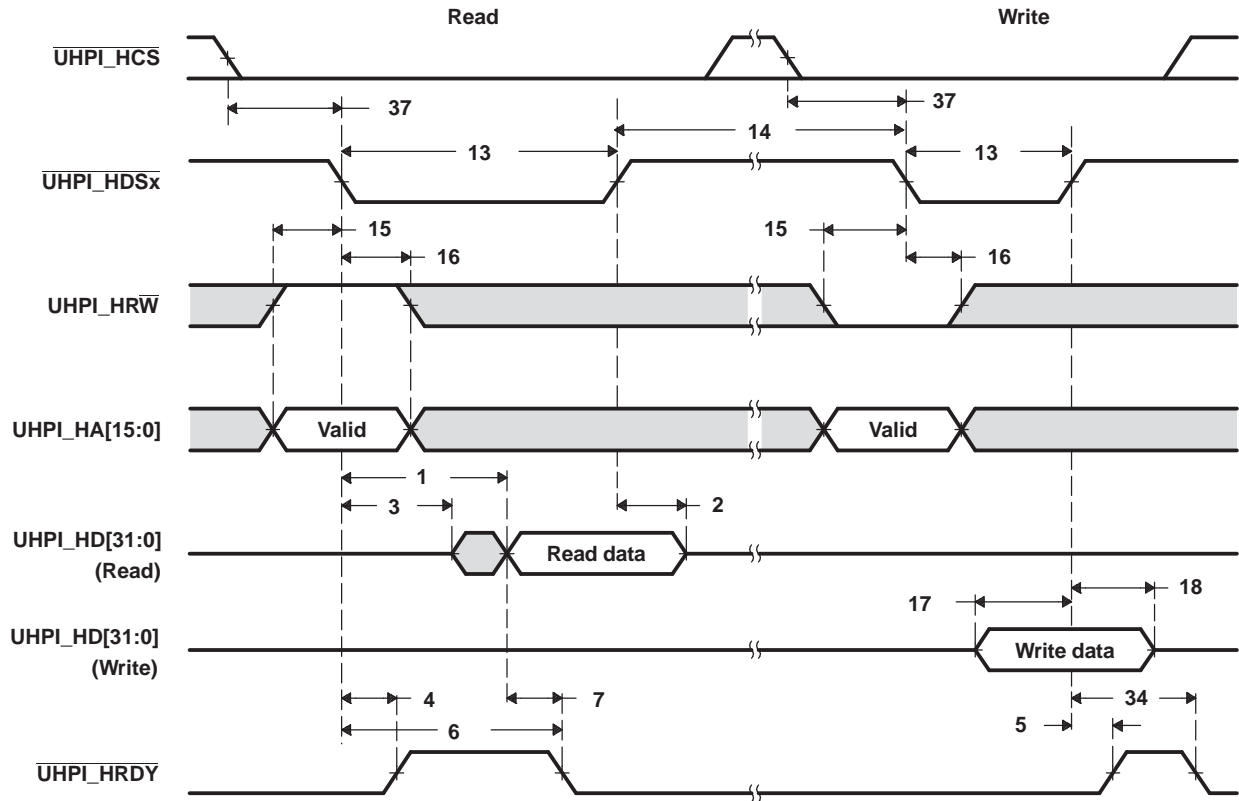 Read Write
UHPI_HCS
37 37
14
13 13
UHPI_HDSx
15 15
16 16
UHPI_HRW
UHPI_HA[15:0] Valid Valid
1
3 2
UHPI_HD[31:0]
(Read)
Read data
17 18
UHPI_HD[31:0]
(Write)
Write data
4 7 34
6 5
UHPI_HRDY